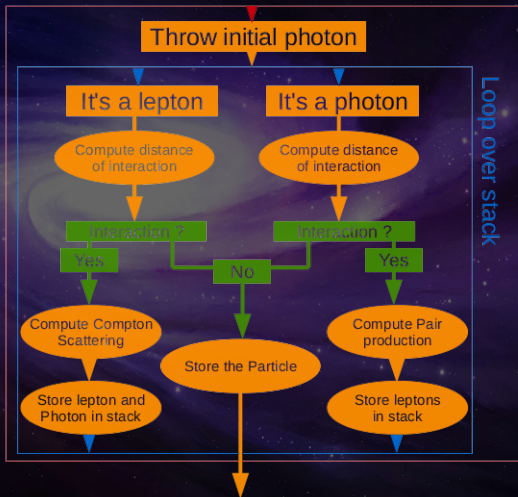 Throw initial photon
It's a lepton
It's a photon
Loop over stack
Compute distance
of interaction
Compute distance
of interaction
Interaction ?
Interaction ?
Yes
No
Yes
Compute Compton
Scattering
Compute Pair
production
Store the Particle
Store lepton and
Photon in stack
Store leptons
in stack